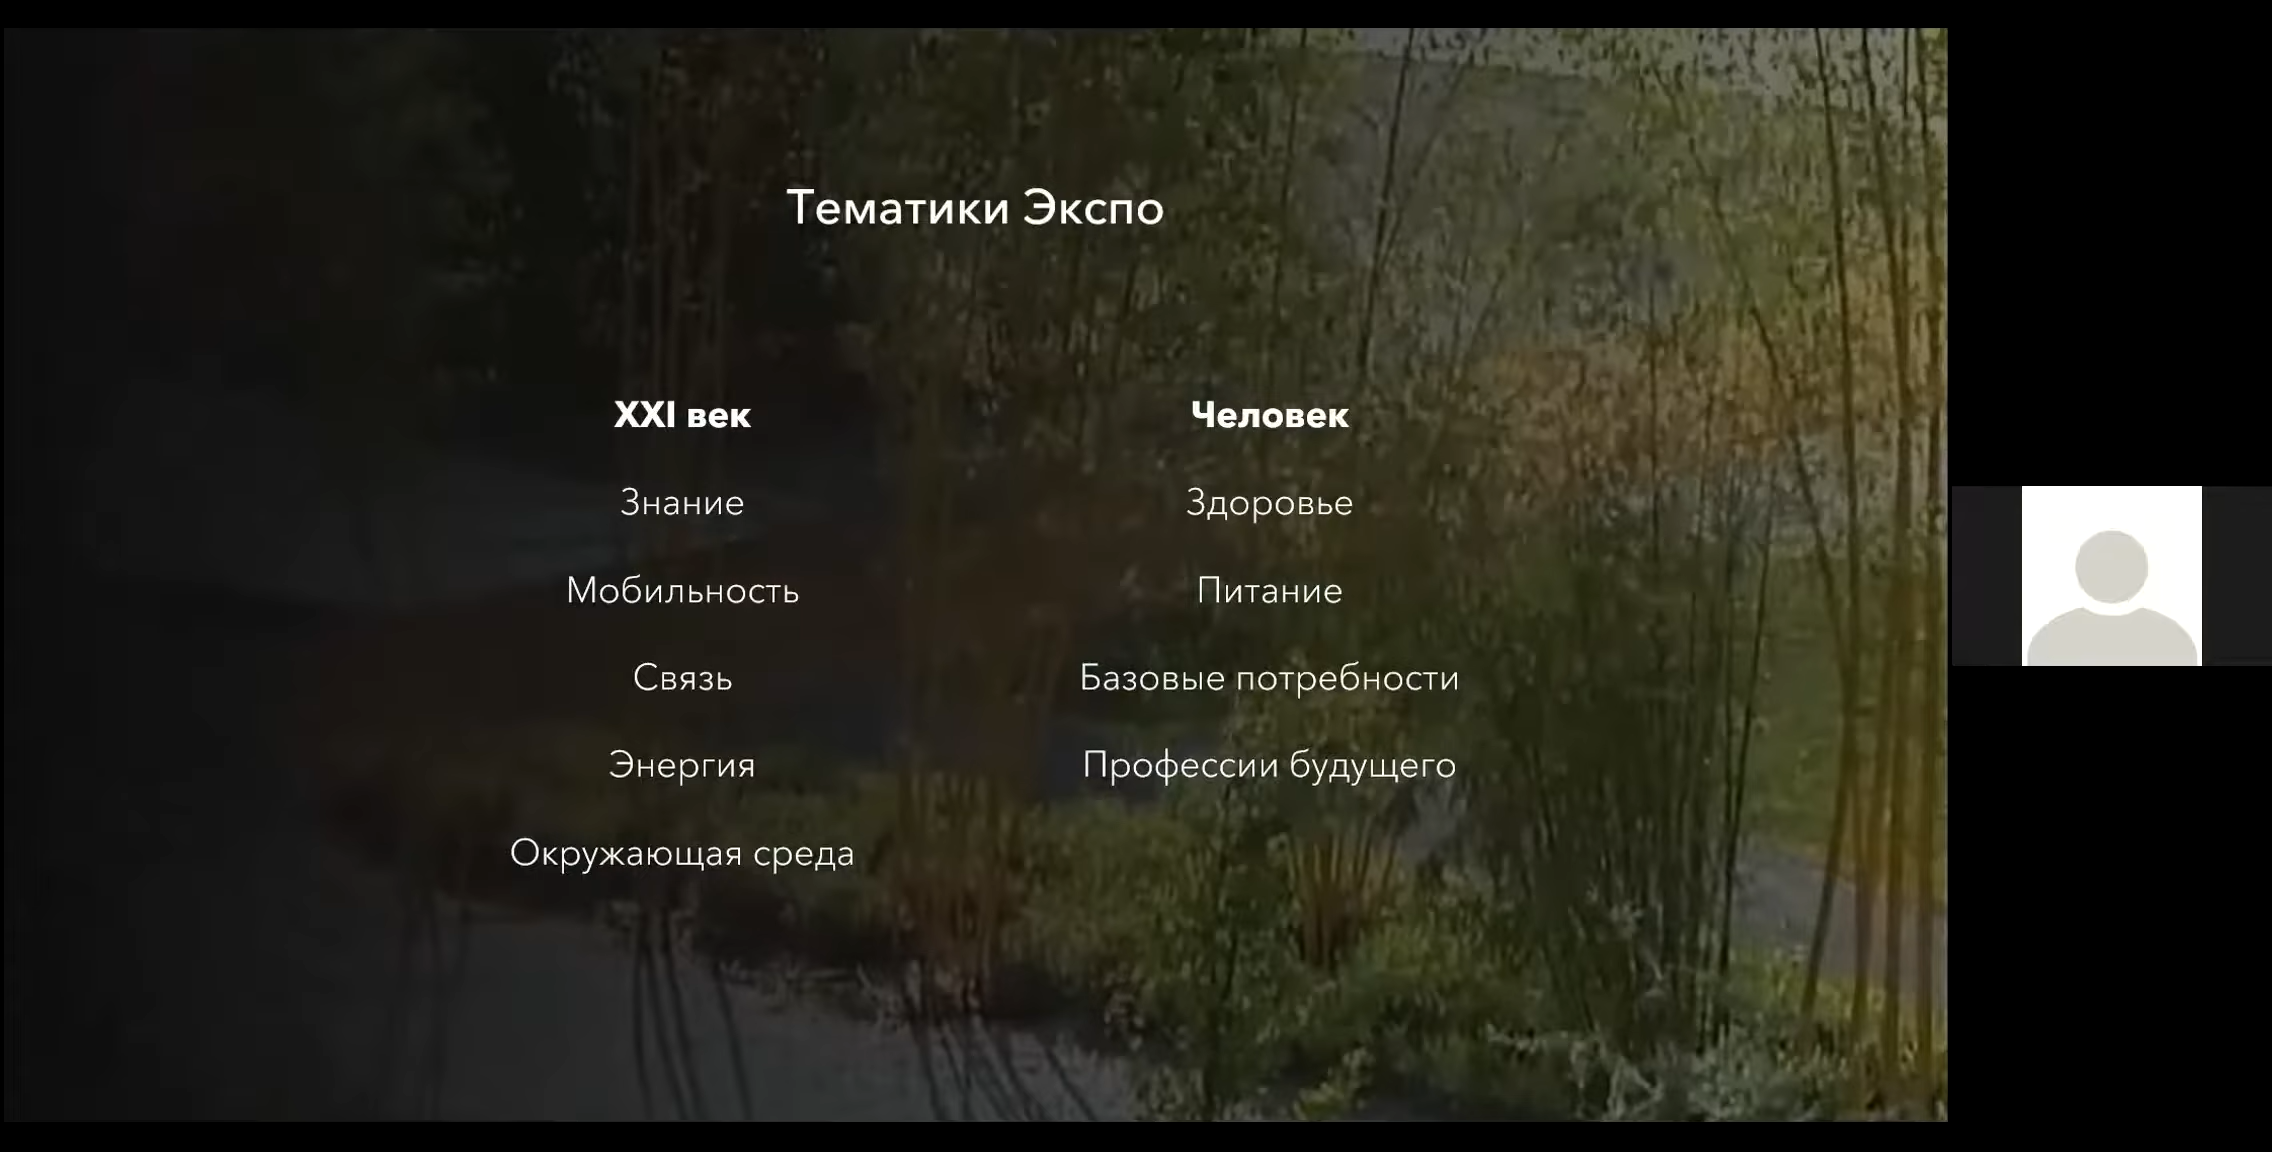 Тематики Экспо
XXI век
Знание
Мобильность
Связь
Энергия
Окружающая среда
Человек
Здоровье
Питание
Базовые потребности
Профессии будущего